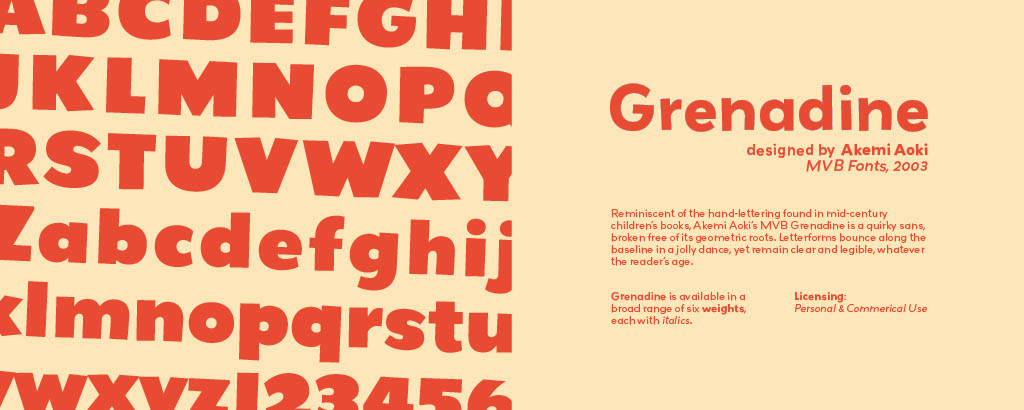 ABCDEFGH
JKLMNOPQ
RSTUVWXY
Zabcdefghij
klmnopqrstu
vwxyz123456
Grenadine
designed by Akemi Aoki
MVB Fonts, 2003
Reminiscent of the hand-lettering found in mid-century
children's books, Akemi Aoki's MVB Grenadine is a quirky sans,
broken free of its geometric roots. Letterforms bounce along the
baseline in a jolly dance, yet remain clear and legible, whatever
the reader's age.
Grenadine is available in a
broad range of six weights,
each with italics.
Licensing:
Personal & Commerical Use